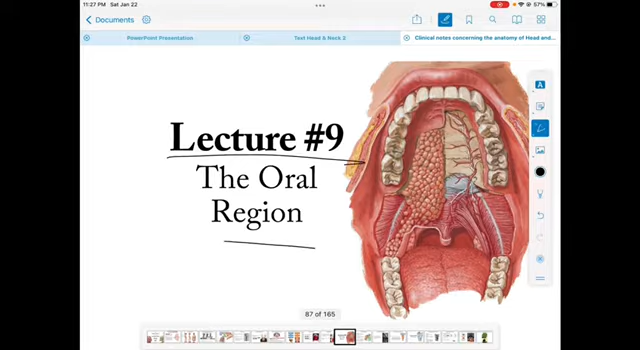 11:27 PM Sat Jan 22
57%
Documents
PowerPoint Presentation
Text Head & Neck 2
Clinical notes concerning the anatomy of Head and...
Lecture #9
The Oral
Region
87 of 165